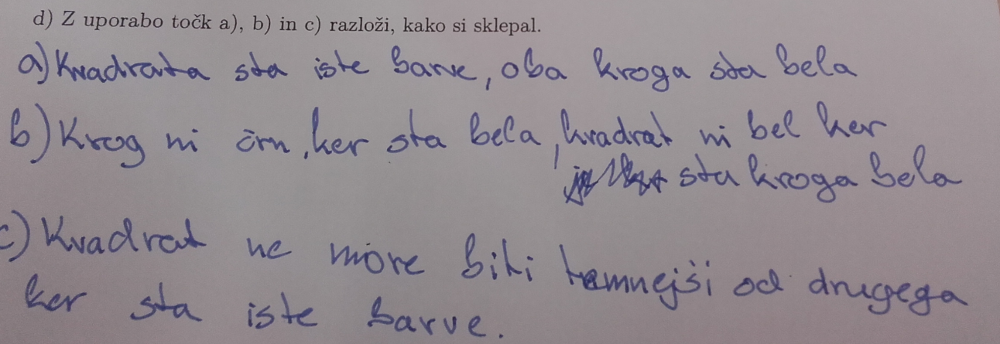 d) Z uporabo točk a), b) in c) razloži, kako si sklepal.
a) Kvadrata sta iste barve, oba kroga sta bela
b) Krog ni črn, ker sta bela, kvadrat ni bel ker
sta kroga bela
c) Kvadrat ne more biti temnejši od drugega
ker sta iste barve.